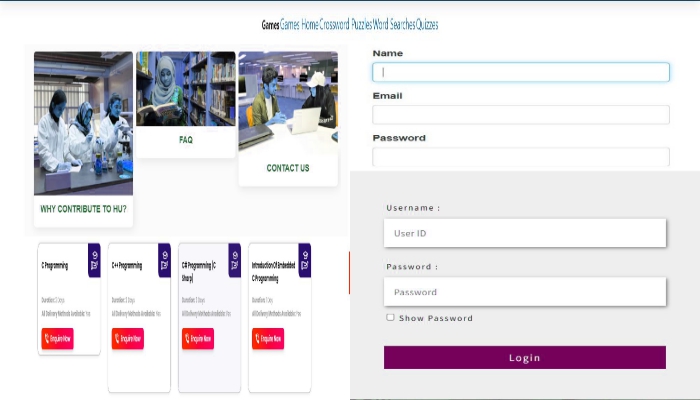 Games Games Home Crossword Puzzles Word Searches Quizzes
WHY CONTRIBUTE TO HU?
FAQ
CONTACT US
C Programming
Duration: 2 Days
All Delivery Methods Available: Yes
Enquire Now
C++ Programming
Duration: 2 Days
All Delivery Methods Available: Yes
Enquire Now
C# Programming (C
Sharp)
Duration: 5 Days
All Delivery Methods Available: Yes
Enquire Now
Introduction Of Embedded
C Programming
Duration: 1 Day
All Delivery Methods Available: Yes
Enquire Now
Name
Email
Password
Username :
User ID
Password :
Password
Show Password
Login